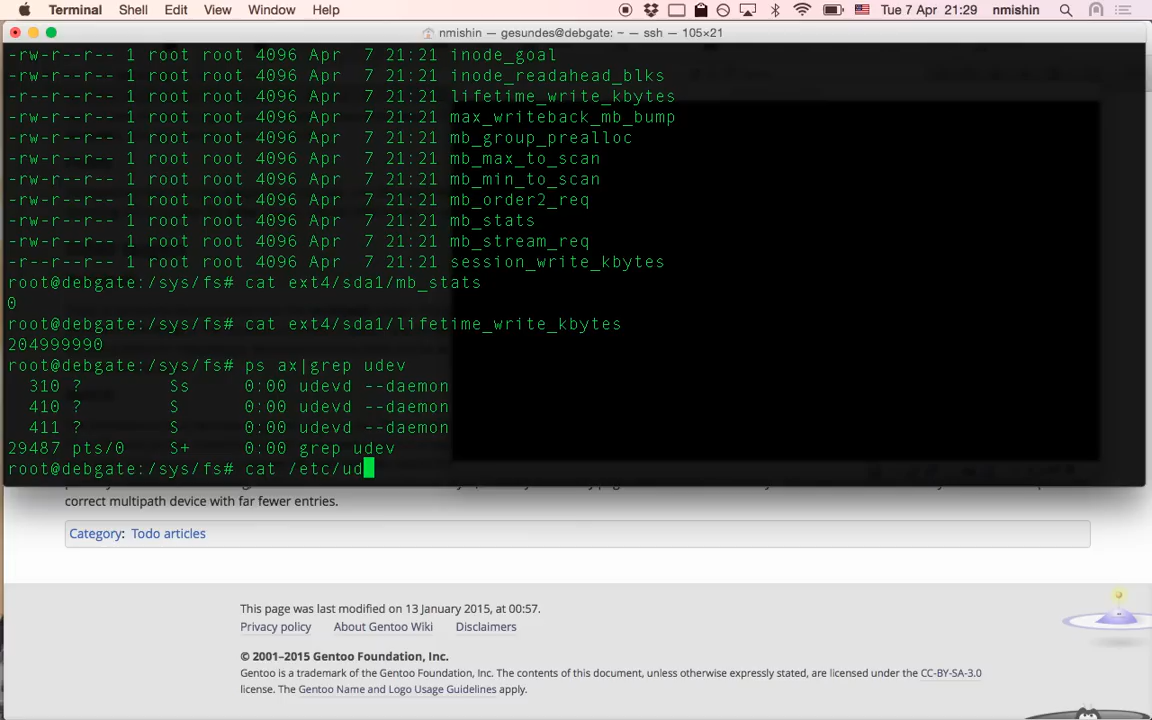 Terminal Shell Edit View Window Help Tue 7 Apr 21:29 nmishin
nmishin — gesundes@debgate: ~ — ssh — 105×21
-rw-r--r-- 1 root root 4096 Apr  7 21:21 inode_goal
-rw-r--r-- 1 root root 4096 Apr  7 21:21 inode_readahead_blks
-r--r--r-- 1 root root 4096 Apr  7 21:21 lifetime_write_kbytes
-rw-r--r-- 1 root root 4096 Apr  7 21:21 max_writeback_mb_bump
-rw-r--r-- 1 root root 4096 Apr  7 21:21 mb_group_prealloc
-rw-r--r-- 1 root root 4096 Apr  7 21:21 mb_max_to_scan
-rw-r--r-- 1 root root 4096 Apr  7 21:21 mb_min_to_scan
-rw-r--r-- 1 root root 4096 Apr  7 21:21 mb_order2_req
-rw-r--r-- 1 root root 4096 Apr  7 21:21 mb_stats
-rw-r--r-- 1 root root 4096 Apr  7 21:21 mb_stream_req
-r--r--r-- 1 root root 4096 Apr  7 21:21 session_write_kbytes
root@debgate:/sys/fs# cat ext4/sda1/mb_stats
0
root@debgate:/sys/fs# cat ext4/sda1/lifetime_write_kbytes
204999990
root@debgate:/sys/fs# ps ax|grep udev
  310 ?        Ss     0:00 udevd --daemon
  410 ?        S      0:00 udevd --daemon
  411 ?        S      0:00 udevd --daemon
29487 pts/0    S+     0:00 grep udev
root@debgate:/sys/fs# cat /etc/ud
correct multipath device with far fewer entries.
Category: Todo articles
This page was last modified on 13 January 2015, at 00:57.
Privacy policy About Gentoo Wiki Disclaimers
© 2001–2015 Gentoo Foundation, Inc.
Gentoo is a trademark of the Gentoo Foundation, Inc. The contents of this document, unless otherwise expressly stated, are licensed under the CC-BY-SA-3.0
license. The Gentoo Name and Logo Usage Guidelines apply.